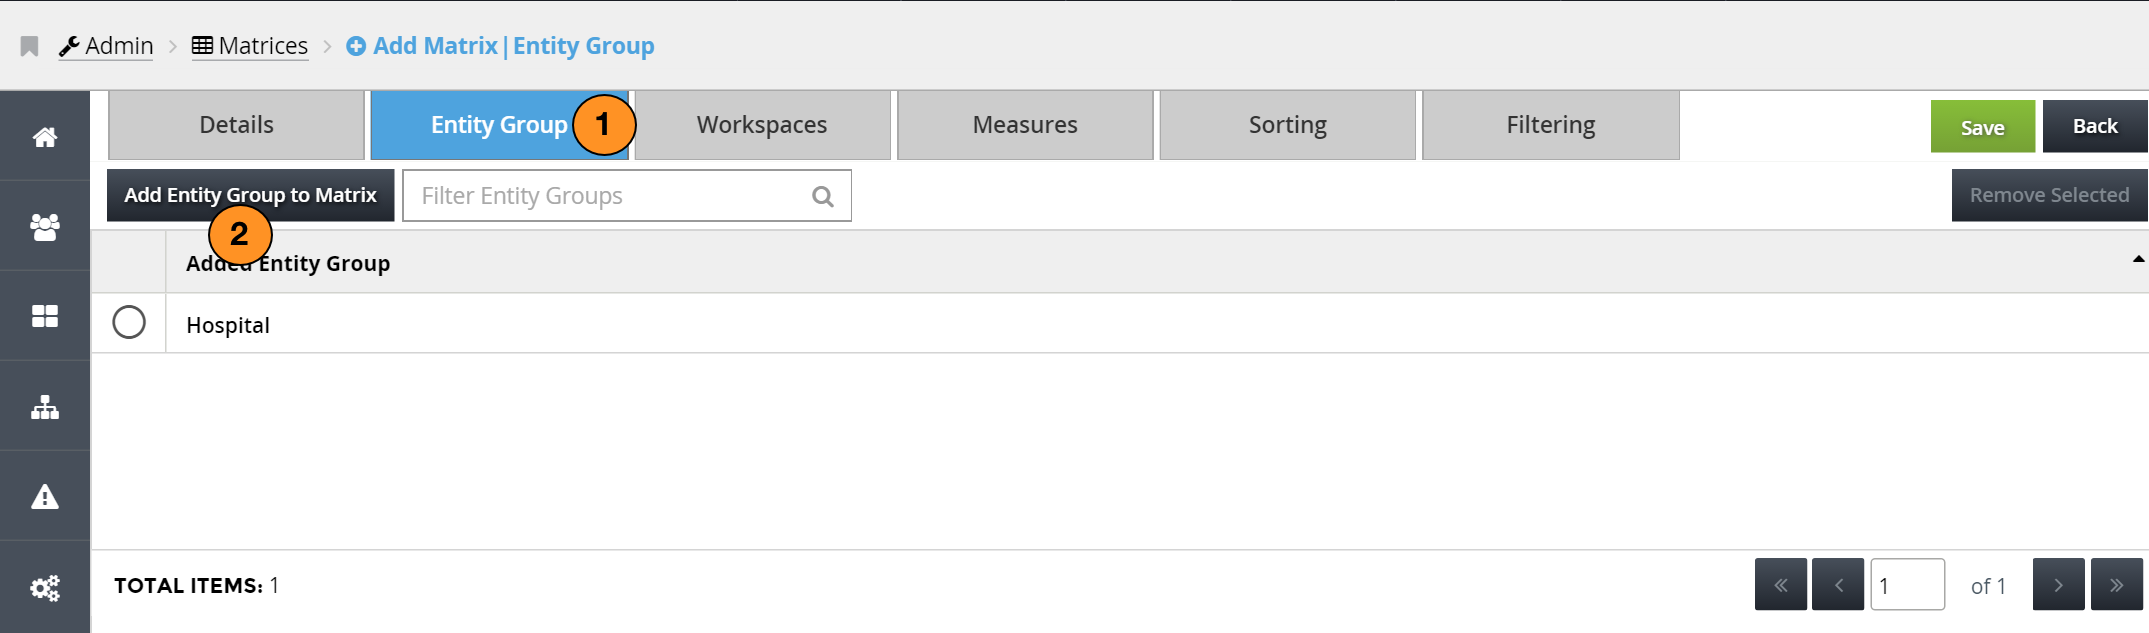 Admin > Matrices > Add Matrix|Entity Group
Details Entity Group 1 Workspaces Measures Sorting Filtering Save Back
Add Entity Group to Matrix Filter Entity Groups Remove Selected
2
Added Entity Group
Hospital
TOTAL ITEMS: 1 « < 1 of 1 > »